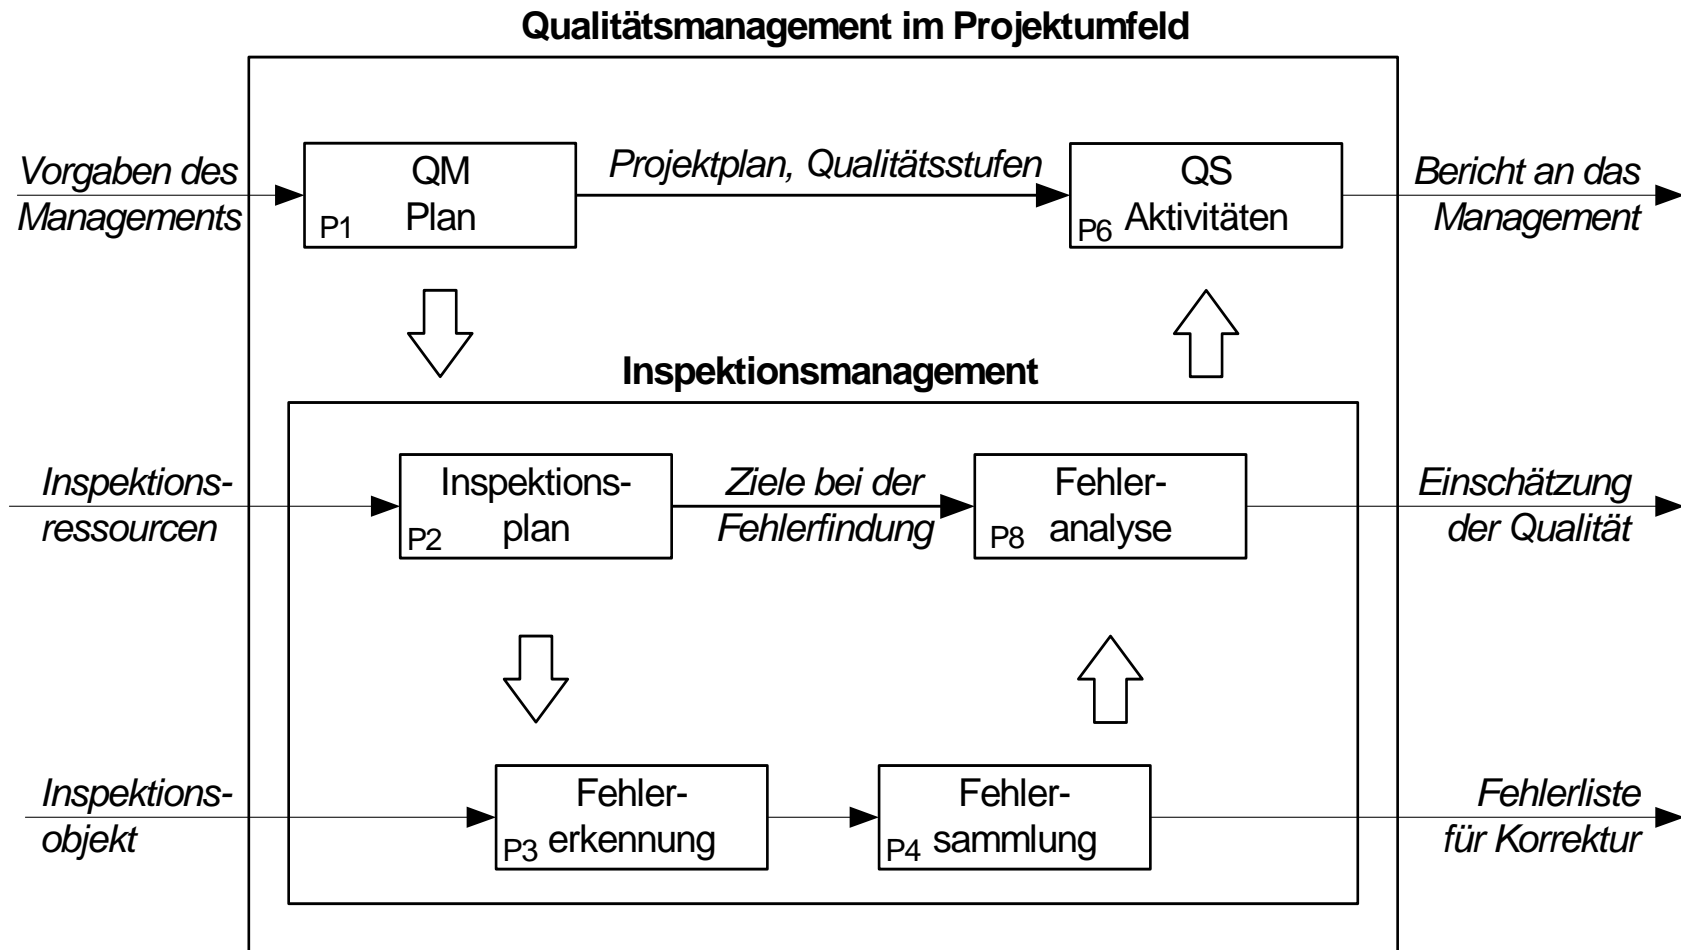 Qualitätsmanagement im Projektumfeld
Vorgaben des
Managements
QM
Plan
P1
Projektplan, Qualitätsstufen
QS
Aktivitäten
P6
Bericht an das
Management
Inspektionsmanagement
Inspektions-
ressourcen
Inspektions-
plan
P2
Ziele bei der
Fehlerfindung
Fehler-
analyse
P8
Einschätzung
der Qualität
Inspektions-
objekt
Fehler-
erkennung
P3
Fehler-
sammlung
P4
Fehlerliste
für Korrektur